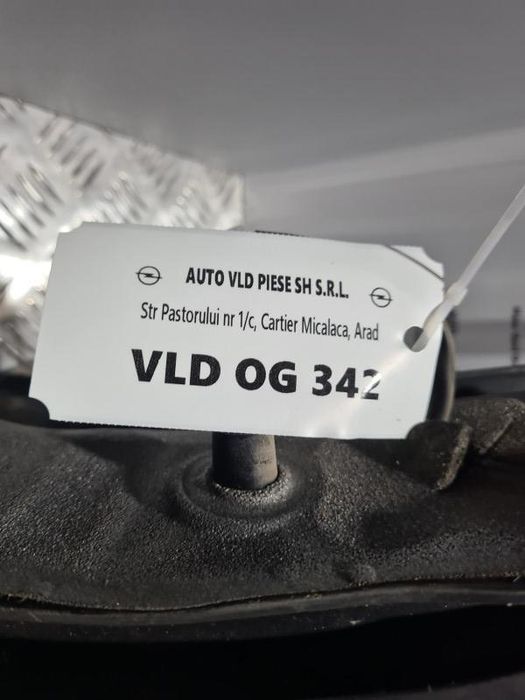 AUTO VLD PIESE SH S.R.L.
Str Pastorului nr 1/c, Cartier Micalaca, Arad
VLD OG 342